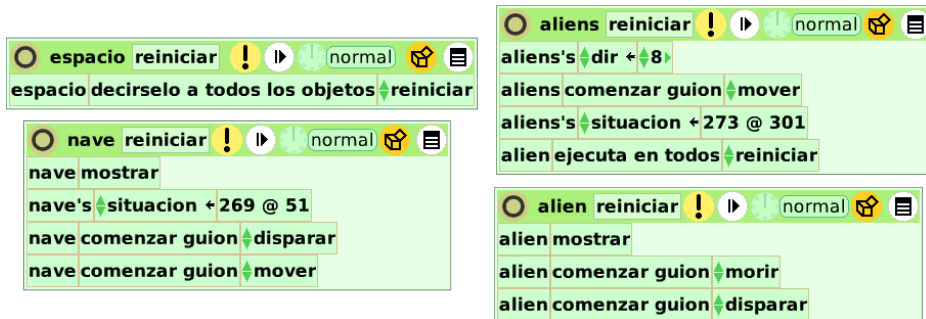 espacio reiniciar ! normal
espacio decirselo a todos los objetos reiniciar
nave reiniciar ! normal
nave mostrar
nave's situacion ← 269 @ 51
nave comenzar guion disparar
nave comenzar guion mover
aliens reiniciar ! normal
aliens's dir ← 8
aliens comenzar guion mover
aliens's situacion ← 273 @ 301
alien ejecuta en todos reiniciar
alien reiniciar ! normal
alien mostrar
alien comenzar guion morir
alien comenzar guion disparar